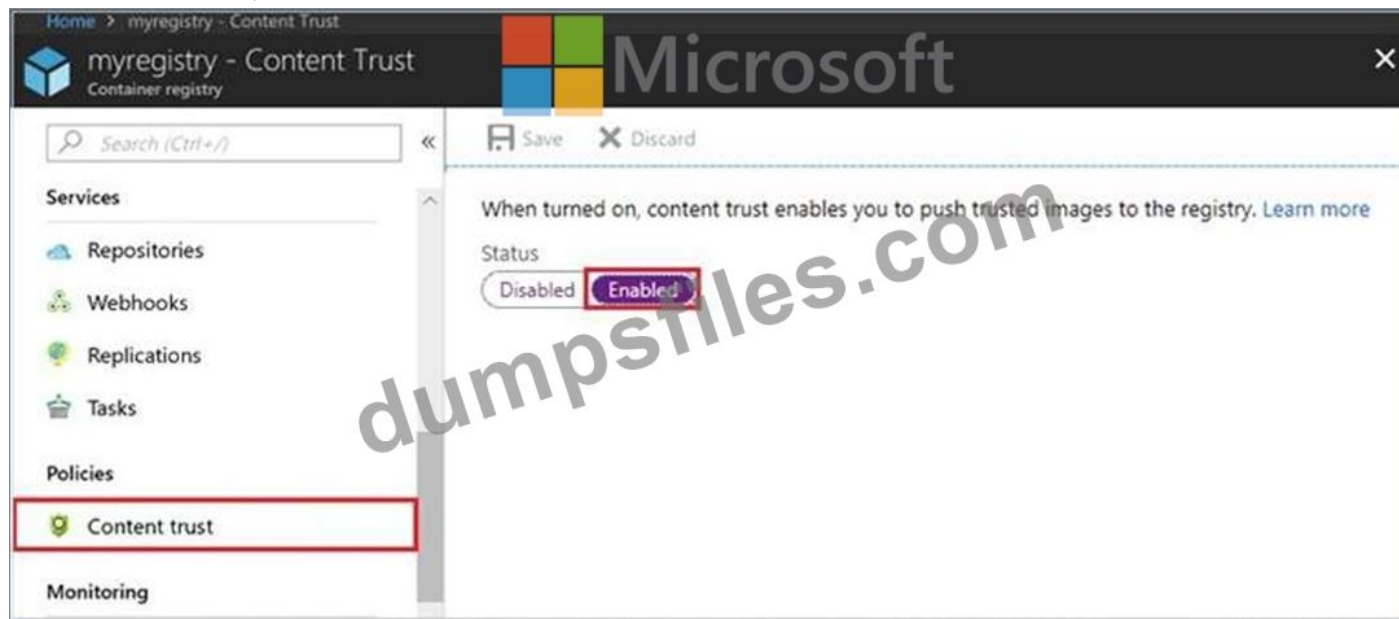 Home > myregistry - Content Trust
myregistry - Content Trust
Container registry
Microsoft
Search (Ctrl+/)
Save
Discard
Services
Repositories
Webhooks
Replications
Tasks
Policies
Content trust
Monitoring
When turned on, content trust enables you to push trusted images to the registry. Learn more
Status
Disabled
Enabled
dumpsfiles.com